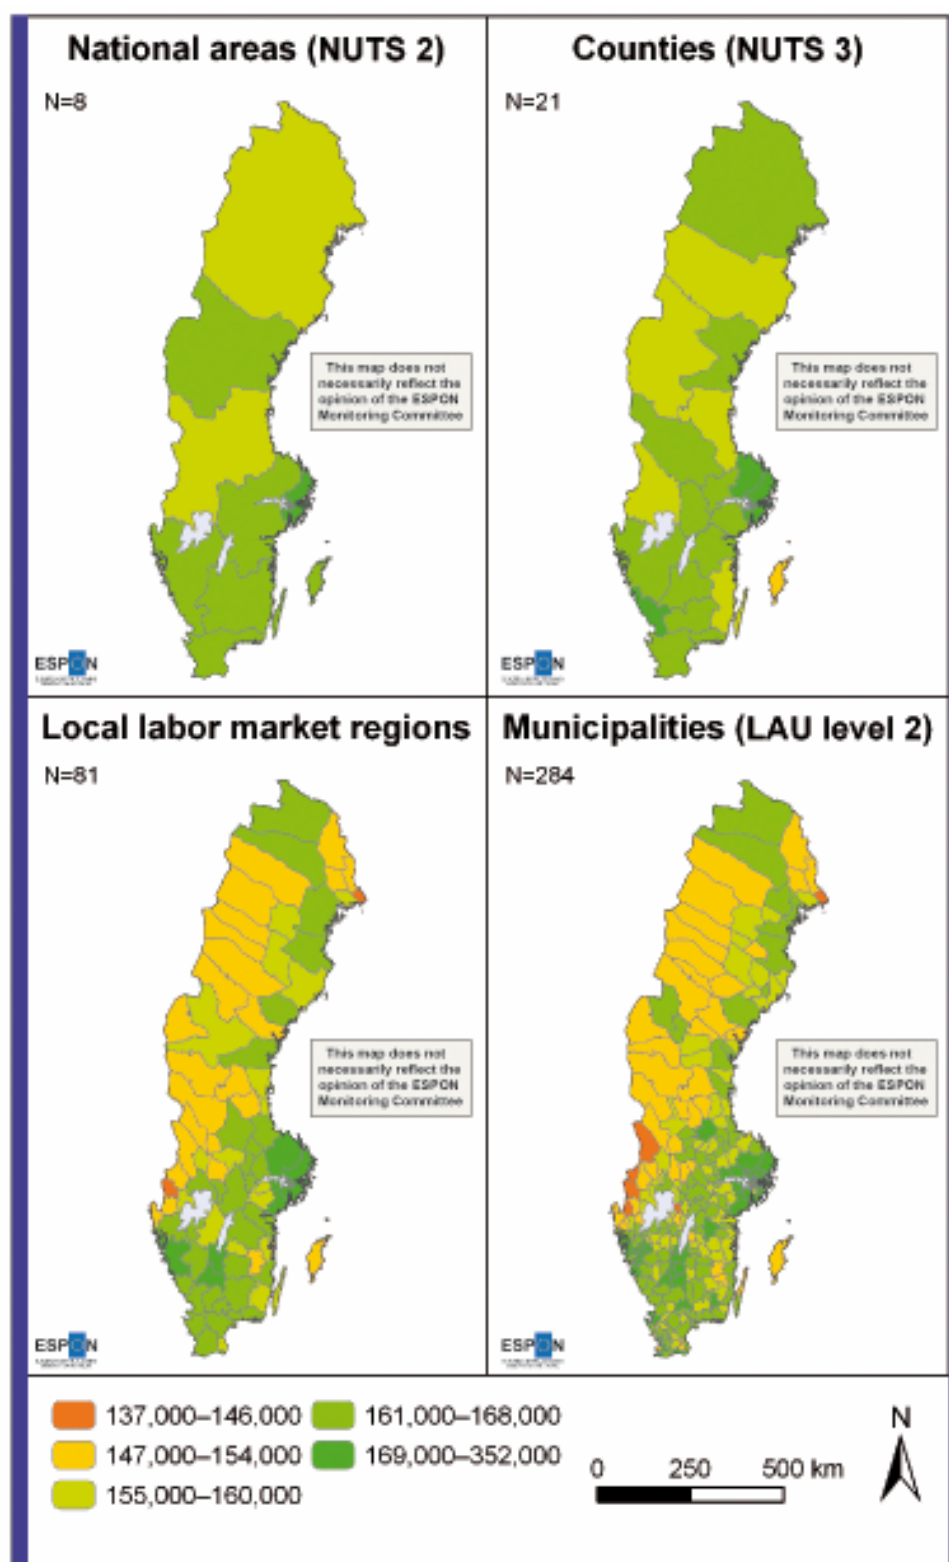 National areas (NUTS 2)
N=8
This map does not
necessarily reflect the
opinion of the ESPON
Monitoring Committee
ESPON
Counties (NUTS 3)
N=21
This map does not
necessarily reflect the
opinion of the ESPON
Monitoring Committee
ESPON
Local labor market regions
N=81
This map does not
necessarily reflect the
opinion of the ESPON
Monitoring Committee
ESPON
Municipalities (LAU level 2)
N=284
This map does not
necessarily reflect the
opinion of the ESPON
Monitoring Committee
ESPON
137,000–146,000
147,000–154,000
155,000–160,000
161,000–168,000
169,000–352,000
0 250 500 km
N